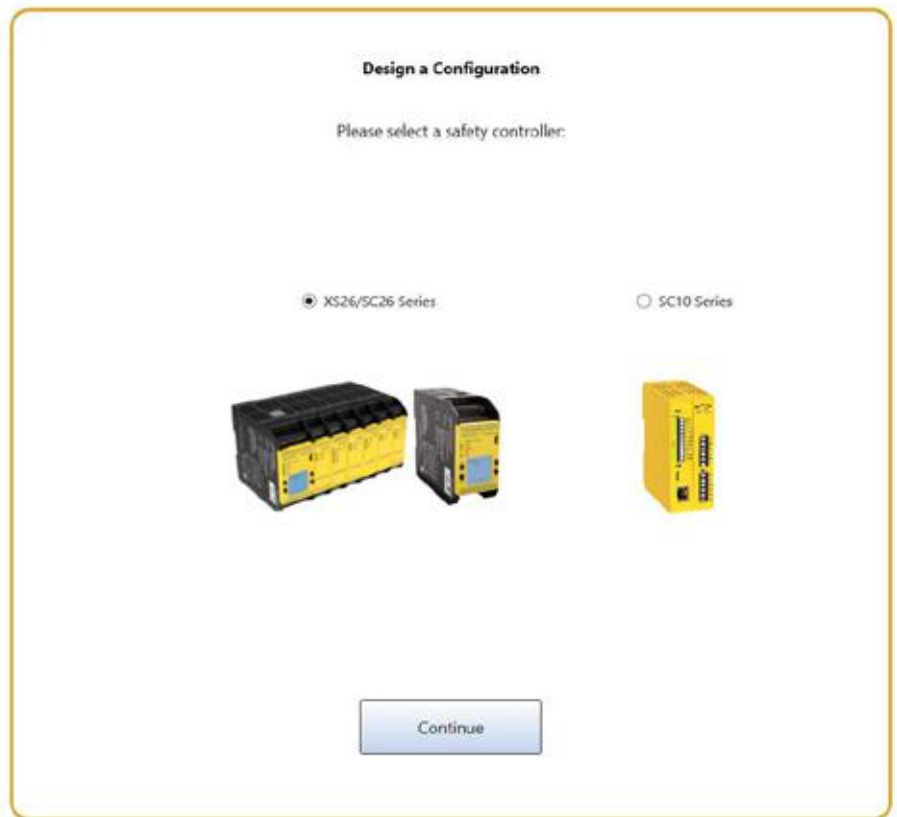 Design a Configuration
Please select a safety controller:
XS26/SC26 Series
SC10 Series
Continue